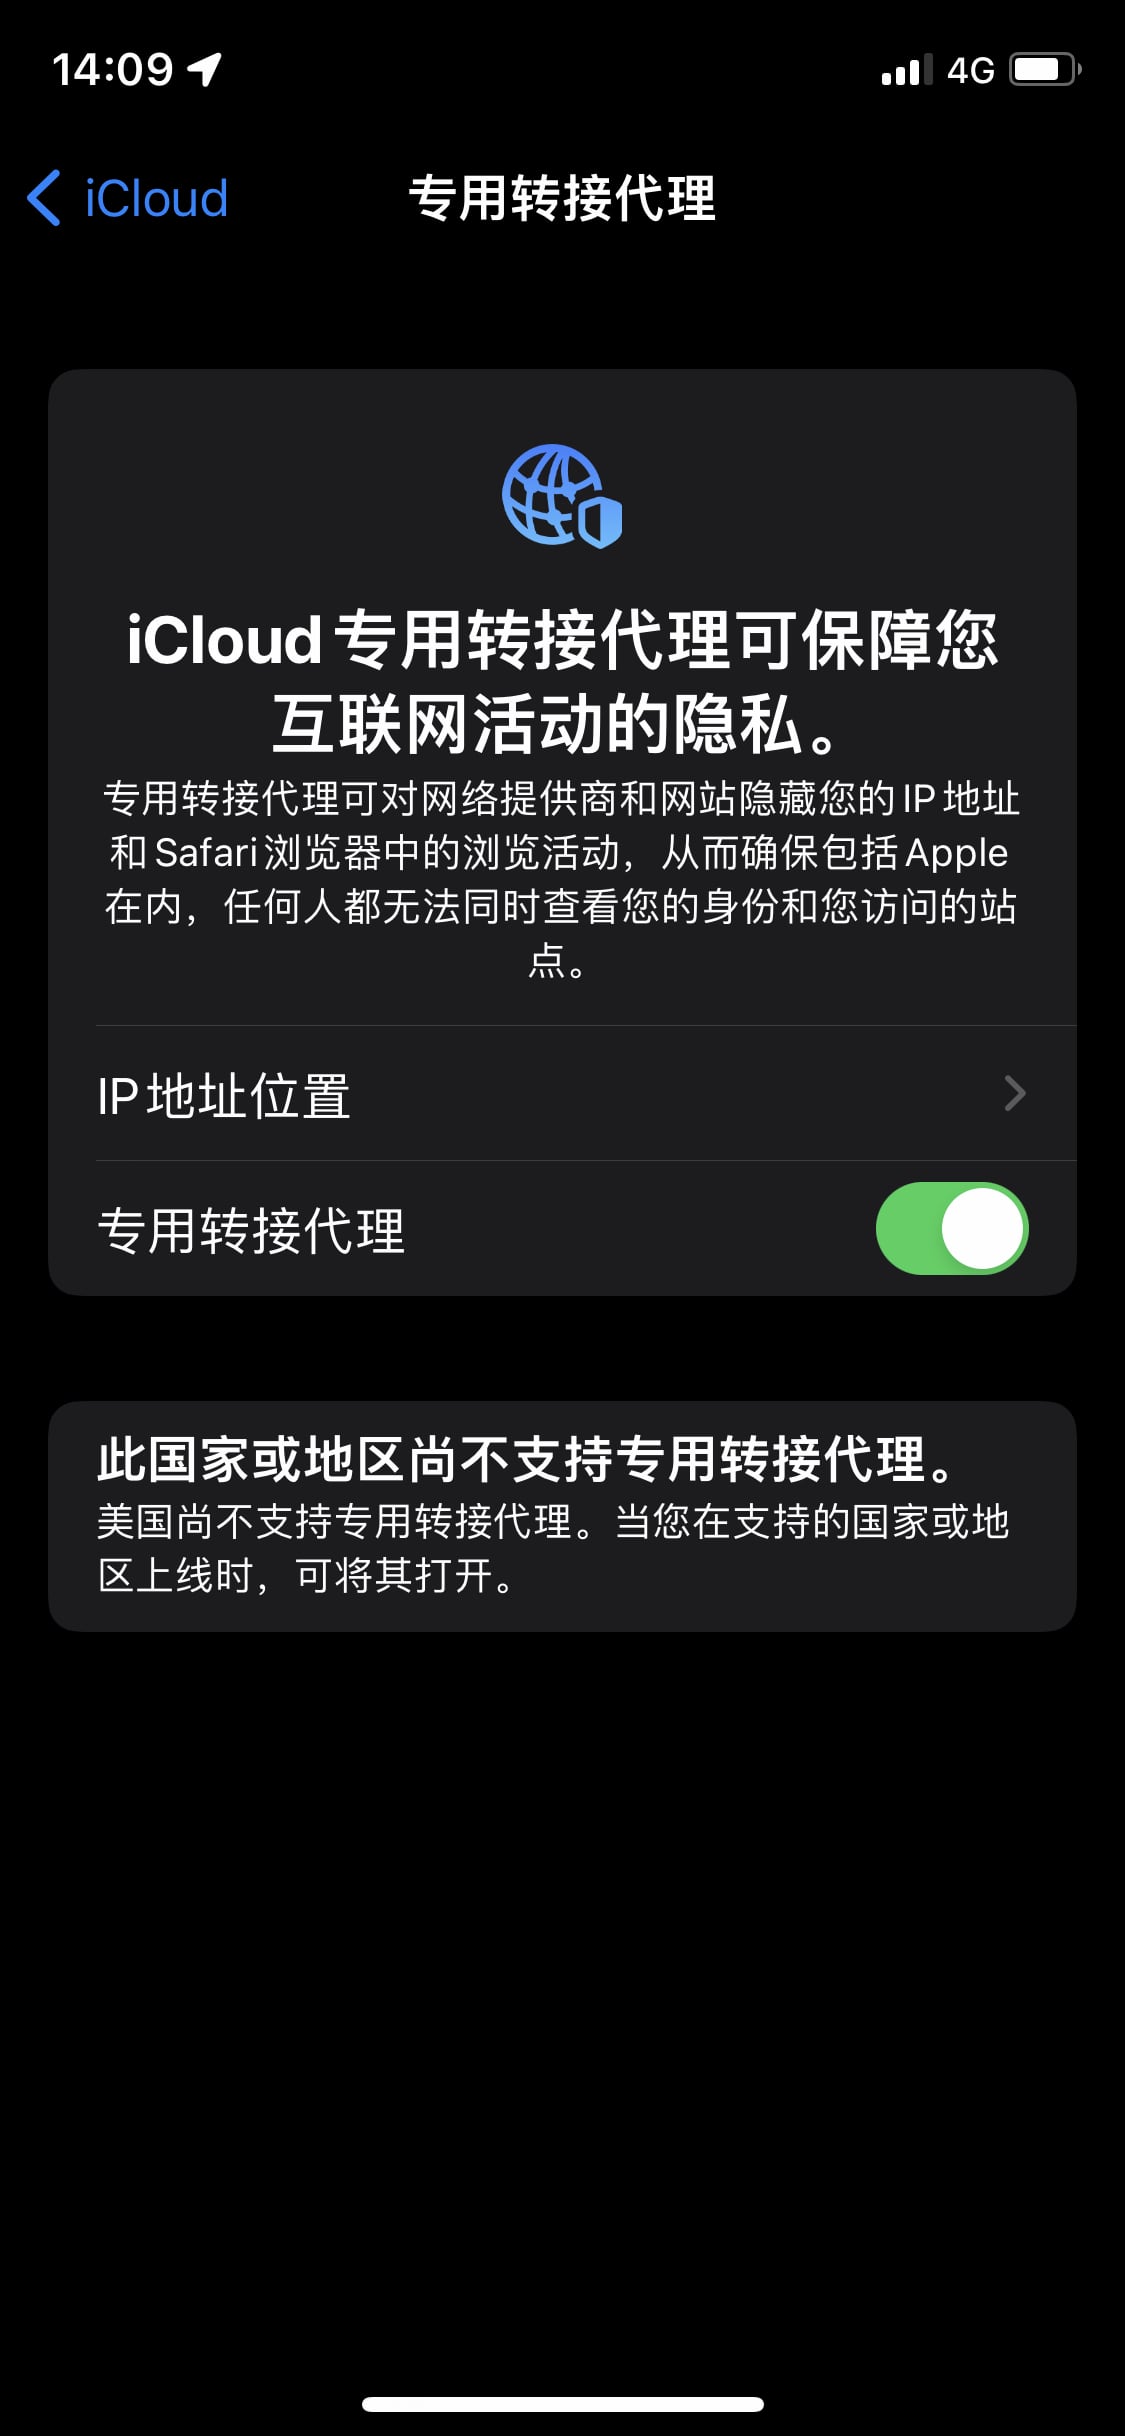 14:09
4G
iCloud
专用转接代理
iCloud 专用转接代理可保障您
互联网活动的隐私。
专用转接代理可对网络提供商和网站隐藏您的 IP 地址
和 Safari 浏览器中的浏览活动，从而确保包括 Apple
在内，任何人都无法同时查看您的身份和您访问的站
点。
IP 地址位置
专用转接代理
此国家或地区尚不支持专用转接代理。
美国尚不支持专用转接代理。当您在支持的国家或地
区上线时，可将其打开。